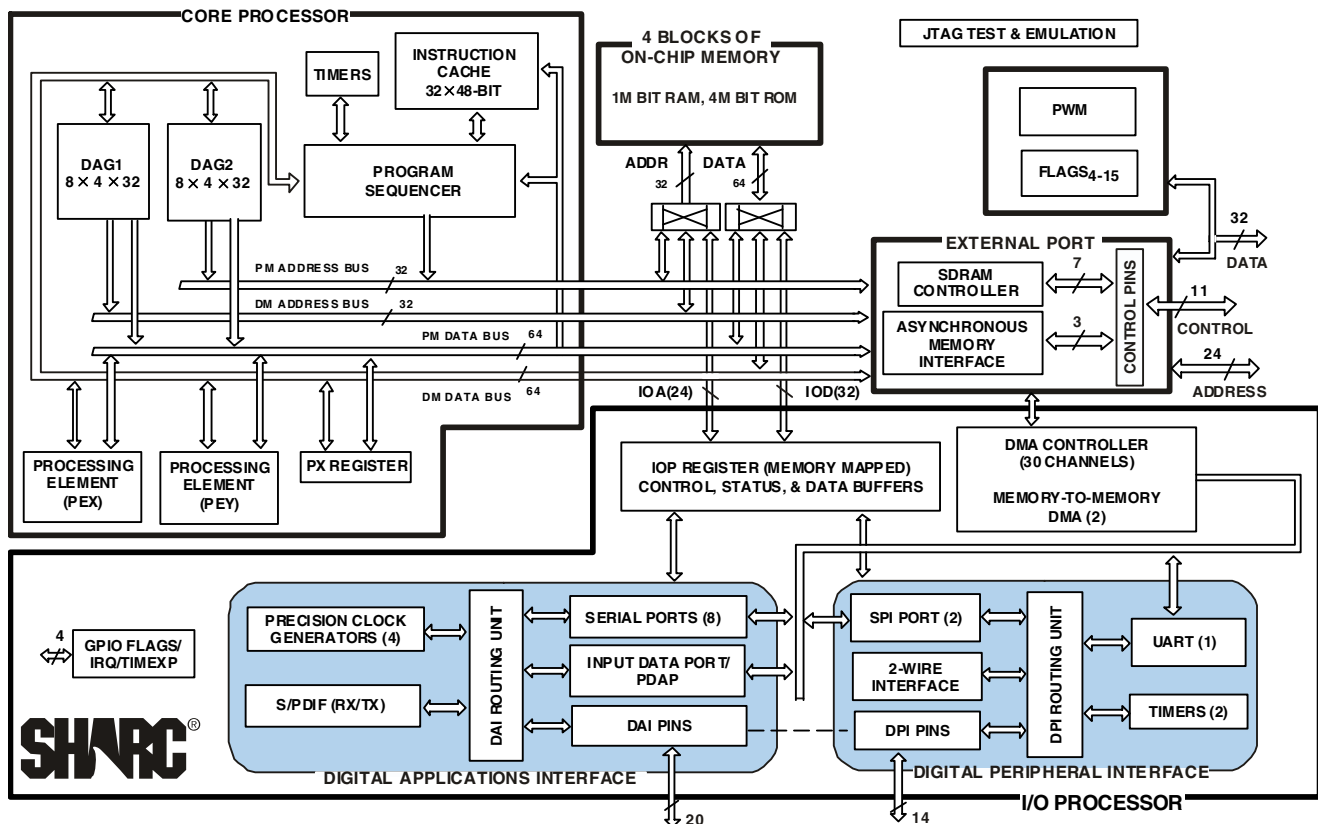 CORE PROCESSOR
TIMERS
INSTRUCTION
CACHE
32 × 48-BIT
DAG1
8 × 4 × 32
DAG2
8 × 4 × 32
PROGRAM
SEQUENCER
PM ADDRESS BUS
32
DM ADDRESS BUS
32
PM DATA BUS
64
DM DATA BUS
64
PROCESSING
ELEMENT
(PEX)
PROCESSING
ELEMENT
(PEY)
PX REGISTER
4 BLOCKS OF
ON-CHIP MEMORY
1M BIT RAM, 4M BIT ROM
ADDR
DATA
32
64
JTAG TEST & EMULATION
PWM
FLAGS4-15
EXTERNAL PORT
SDRAM
CONTROLLER
7
ASYNCHRONOUS
MEMORY
INTERFACE
3
CONTROL PINS
32
DATA
11
CONTROL
24
ADDRESS
IOA(24)
IOD(32)
IOP REGISTER (MEMORY MAPPED)
CONTROL, STATUS, & DATA BUFFERS
DMA CONTROLLER
(30 CHANNELS)
MEMORY-TO-MEMORY
DMA (2)
4
GPIO FLAGS/
IRQ/TIMEXP
SHARC®
PRECISION CLOCK
GENERATORS (4)
S/PDIF (RX/TX)
DAI ROUTING UNIT
SERIAL PORTS (8)
INPUT DATA PORT/
PDAP
DAI PINS
DIGITAL APPLICATIONS INTERFACE
20
SPI PORT (2)
2-WIRE
INTERFACE
DPI PINS
DPI ROUTING UNIT
UART (1)
TIMERS (2)
DIGITAL PERIPHERAL INTERFACE
14
I/O PROCESSOR